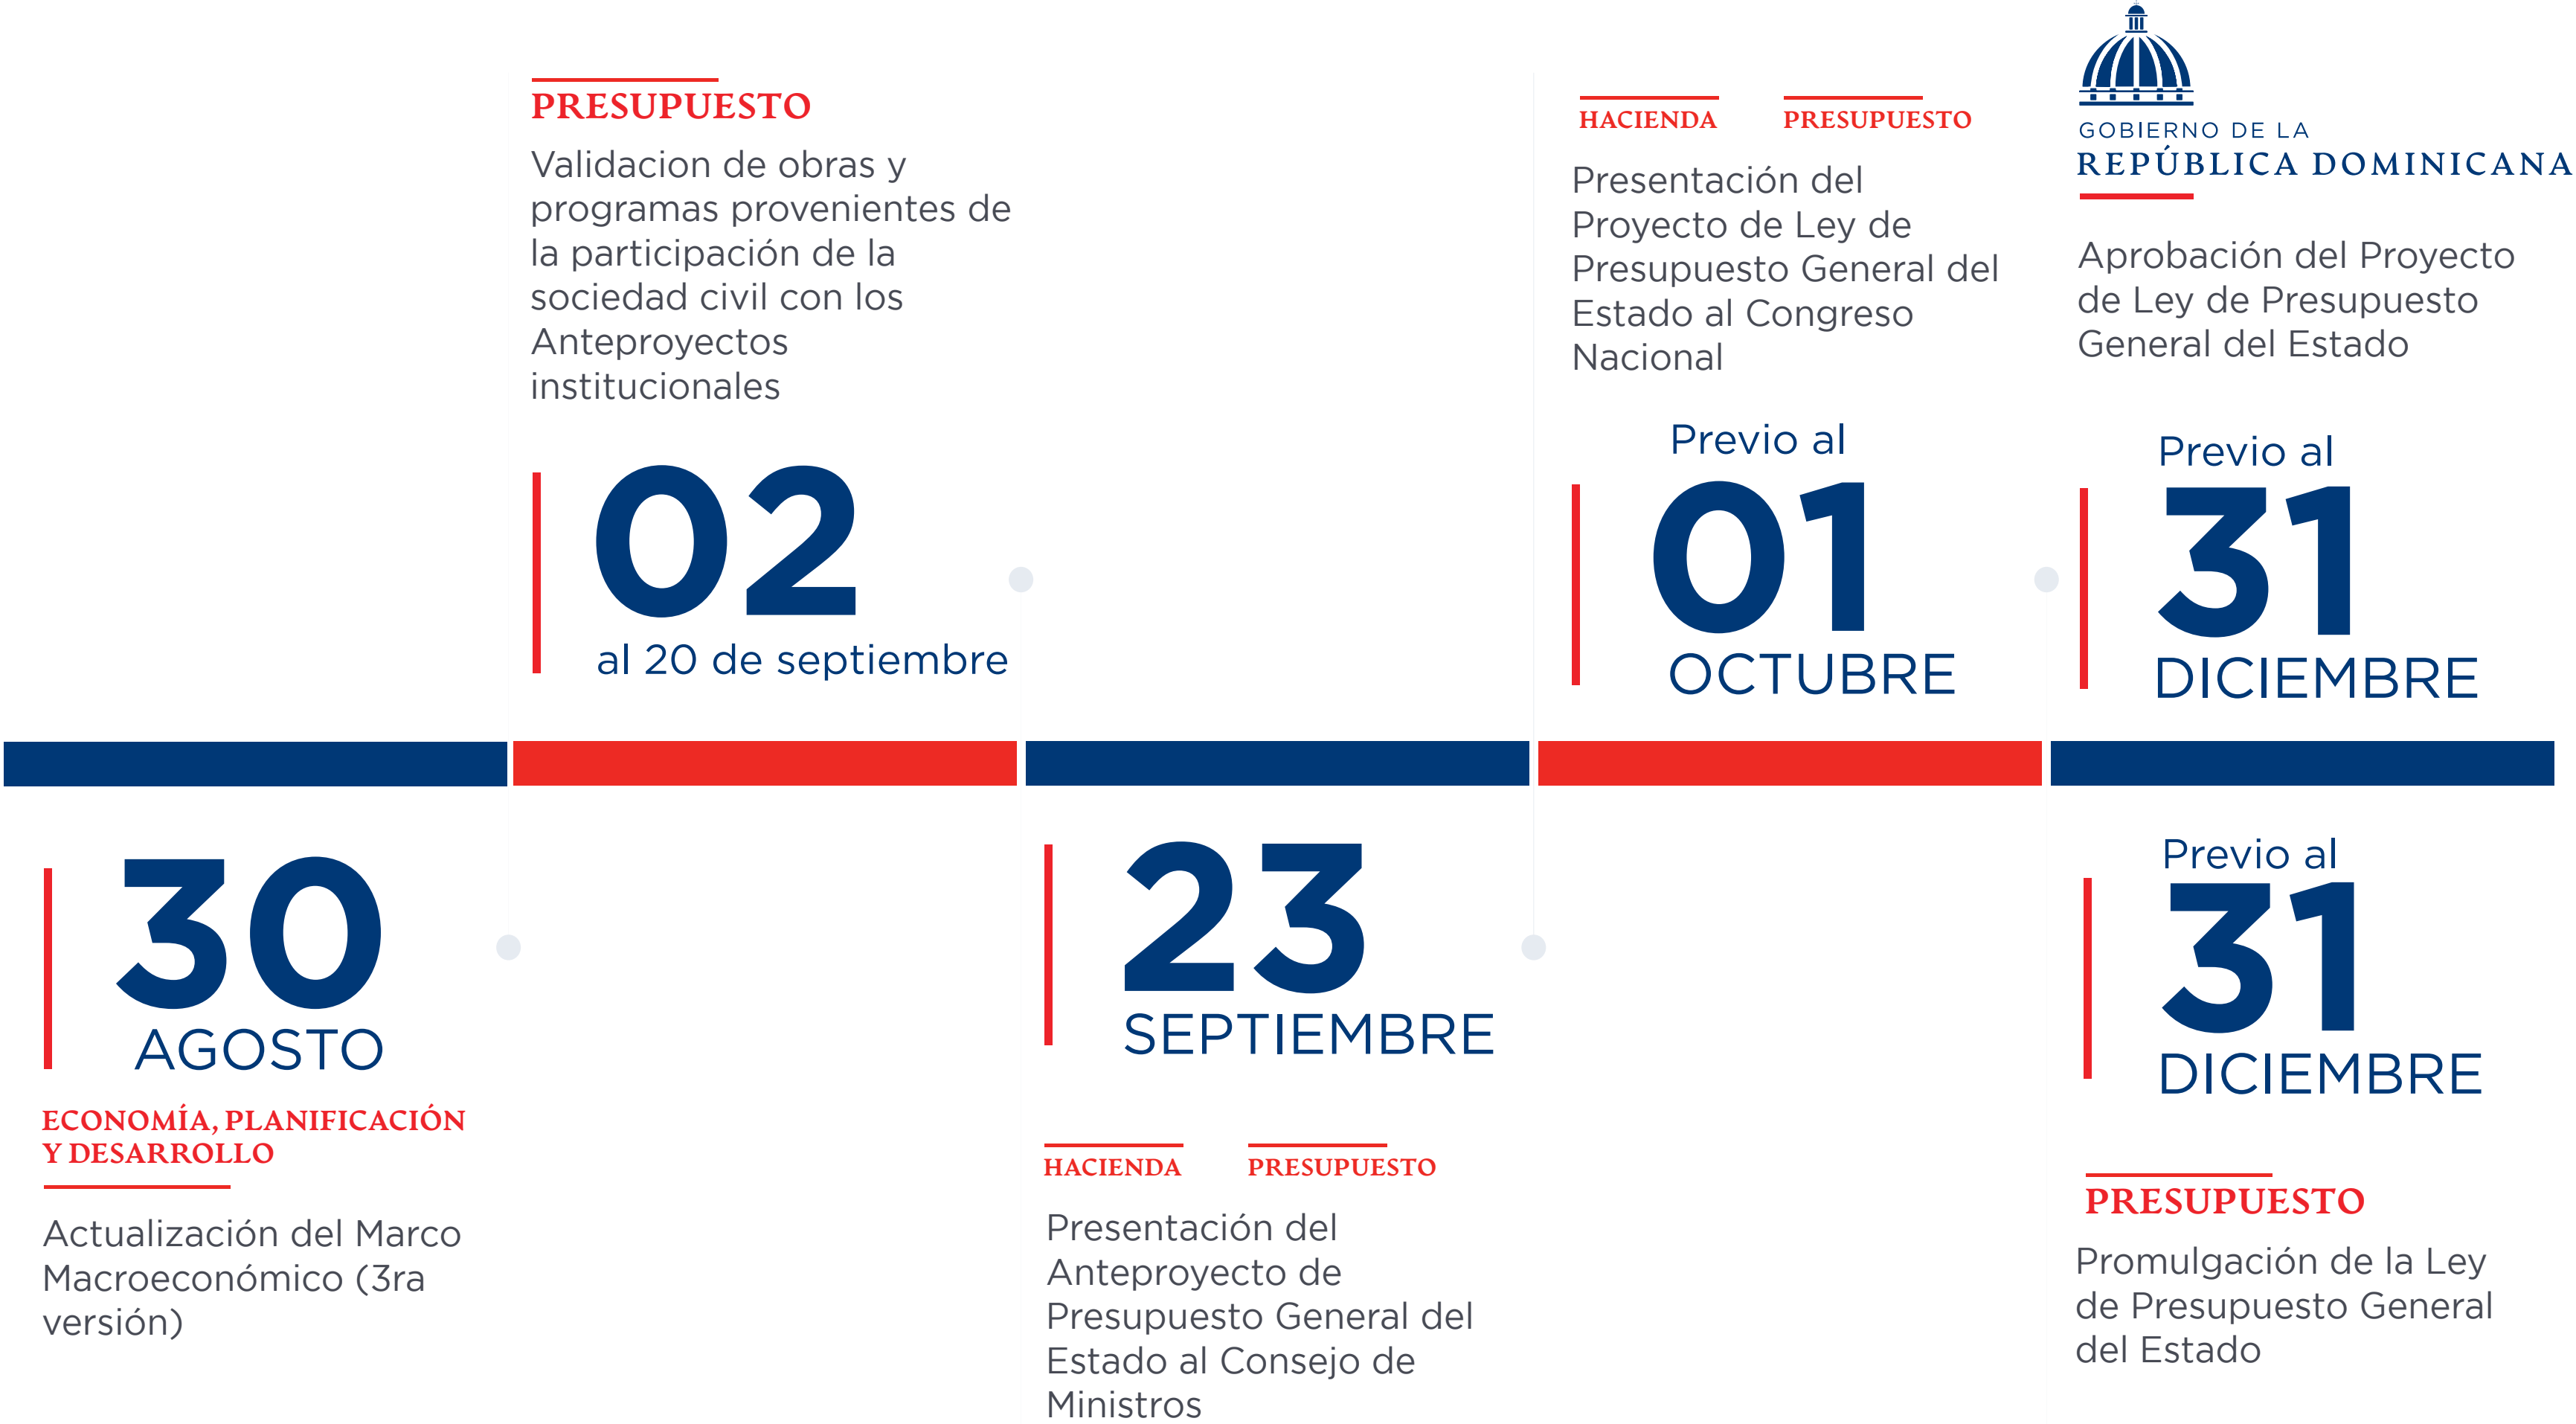 PRESUPUESTO
Validacion de obras y
programas provenientes de
la participación de la
sociedad civil con los
Anteproyectos
institucionales
02
al 20 de septiembre
HACIENDA
PRESUPUESTO
Presentación del
Proyecto de Ley de
Presupuesto General del
Estado al Congreso
Nacional
Previo al
01
OCTUBRE
GOBIERNO DE LA
REPÚBLICA DOMINICANA
Aprobación del Proyecto
de Ley de Presupuesto
General del Estado
Previo al
31
DICIEMBRE
30
AGOSTO
ECONOMÍA, PLANIFICACIÓN
Y DESARROLLO
Actualización del Marco
Macroeconómico (3ra
versión)
23
SEPTIEMBRE
HACIENDA
PRESUPUESTO
Presentación del
Anteproyecto de
Presupuesto General del
Estado al Consejo de
Ministros
Previo al
31
DICIEMBRE
PRESUPUESTO
Promulgación de la Ley
de Presupuesto General
del Estado